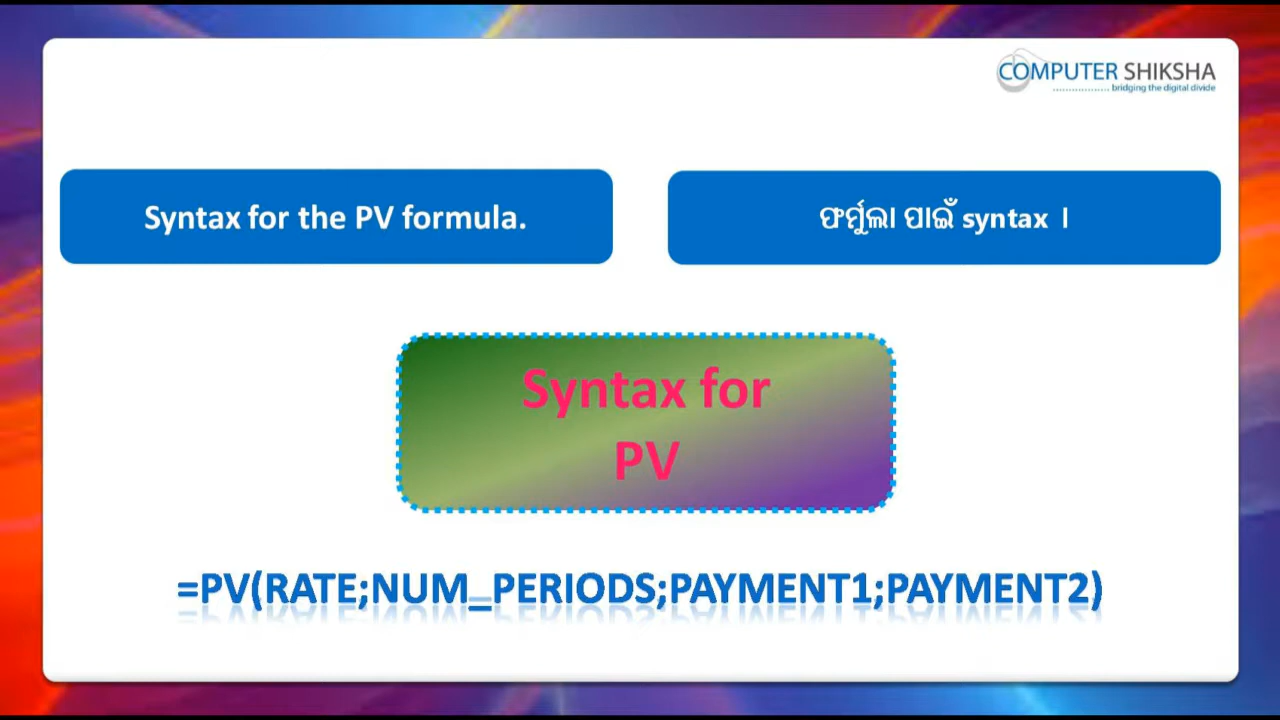 COMPUTER SHIKSHA
bridging the digital divide
Syntax for the PV formula.
ଫର୍ମୁଲା ପାଇଁ syntax ।
Syntax for
PV
=PV(RATE;NUM_PERIODS;PAYMENT1;PAYMENT2)